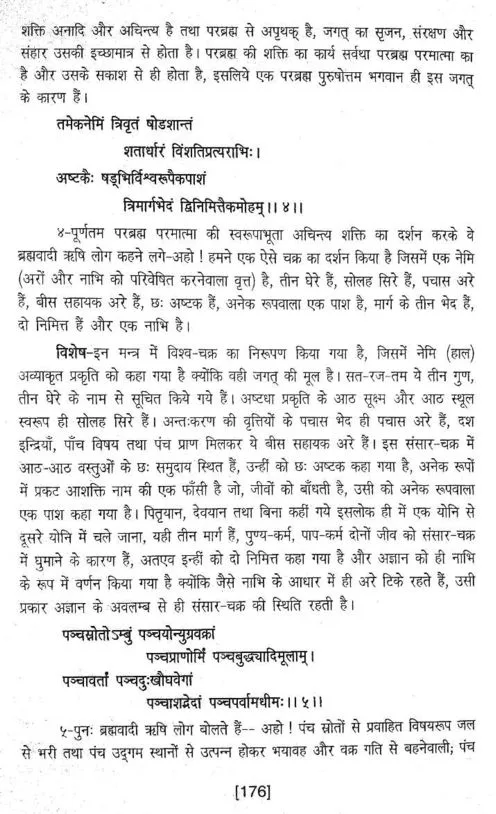 शक्ति अनादि और अचिन्त्य है तथा परब्रह्म से अपृथक् है, जगत् का सृजन, संरक्षण और
संहार उसकी इच्छामात्र से होता है। परब्रह्म की शक्ति का कार्य सर्वथा परब्रह्म परमात्मा का
है और उसके सकाश से ही होता है, इसलिये एक परब्रह्म पुरुषोत्तम भगवान ही इस जगत्
के कारण हैं।
तमेकनेमिं त्रिवृतं षोडशान्तं
शतार्धारं विंशतिप्रत्यराभिः।
अष्टकैः षड्भिर्विश्वरूपैकपाशं
त्रिमार्गभेदं द्विनिमित्तैकमोहम्।। ४।।
४-पूर्णतम परब्रह्म परमात्मा की स्वरूपाभूता अचिन्त्य शक्ति का दर्शन करके वे
ब्रह्मवादी ऋषि लोग कहने लगे-अहो ! हमने एक ऐसे चक्र का दर्शन किया है जिसमें एक नेमि
(अरों और नाभि को परिवेषित करनेवाला वृत्त) है, तीन घेरे हैं, सोलह सिरे हैं, पचास अरे
हैं, बीस सहायक अरे हैं, छः अष्टक हैं, अनेक रूपवाला एक पाश है, मार्ग के तीन भेद हैं,
दो निमित्त हैं और एक नाभि है।
विशेष-इन मन्त्र में विश्व-चक्र का निरूपण किया गया है, जिसमें नेमि (हाल)
अव्याकृत प्रकृति को कहा गया है क्योंकि वही जगत् की मूल है। सत-रज-तम ये तीन गुण,
तीन घेरे के नाम से सूचित किये गये हैं। अष्टधा प्रकृति के आठ सूक्ष्म और आठ स्थूल
स्वरूप ही सोलह सिरें हैं। अन्तःकरण की वृत्तियों के पचास भेद ही पचास अरे हैं, दश
इन्द्रियाँ, पाँच विषय तथा पंच प्राण मिलकर ये बीस सहायक अरे हैं। इस संसार-चक्र में
आठ-आठ वस्तुओं के छः समुदाय स्थित हैं, उन्हीं को छः अष्टक कहा गया है, अनेक रूपों
में प्रकट आशक्ति नाम की एक फाँसी है जो, जीवों को बाँधती है, उसी को अनेक रूपवाला
एक पाश कहा गया है। पितृयान, देवयान तथा बिना कहीं गये इसलोक ही में एक योनि से
दूसरे योनि में चले जाना, यही तीन मार्ग हैं, पुण्य-कर्म, पाप-कर्म दोनों जीव को संसार-चक्र
में घुमाने के कारण हैं, अतएव इन्हीं को दो निमित्त कहा गया है और अज्ञान को ही नाभि
के रूप में वर्णन किया गया है क्योंकि जैसे नाभि के आधार में ही अरे टिके रहते हैं, उसी
प्रकार अज्ञान के अवलम्ब से ही संसार-चक्र की स्थिति रहती है।
पञ्चस्रोतोऽम्बुं पञ्चयोन्युग्रवक्रां
पञ्चप्राणोर्मिं पञ्चबुद्ध्यादिमूलाम्।
पञ्चावर्तां पञ्चदुःखौघवेगां
पञ्चाशद्भेदां पञ्चपर्वामधीमः।। ५।।
५-पुनः ब्रह्मवादी ऋषि लोग बोलते हैं-- अहो ! पंच स्रोतों से प्रवाहित विषयरूप जल
से भरी तथा पंच उद्गम स्थानों से उत्पन्न होकर भयावह और वक्र गति से बहनेवाली; पंच
[176]